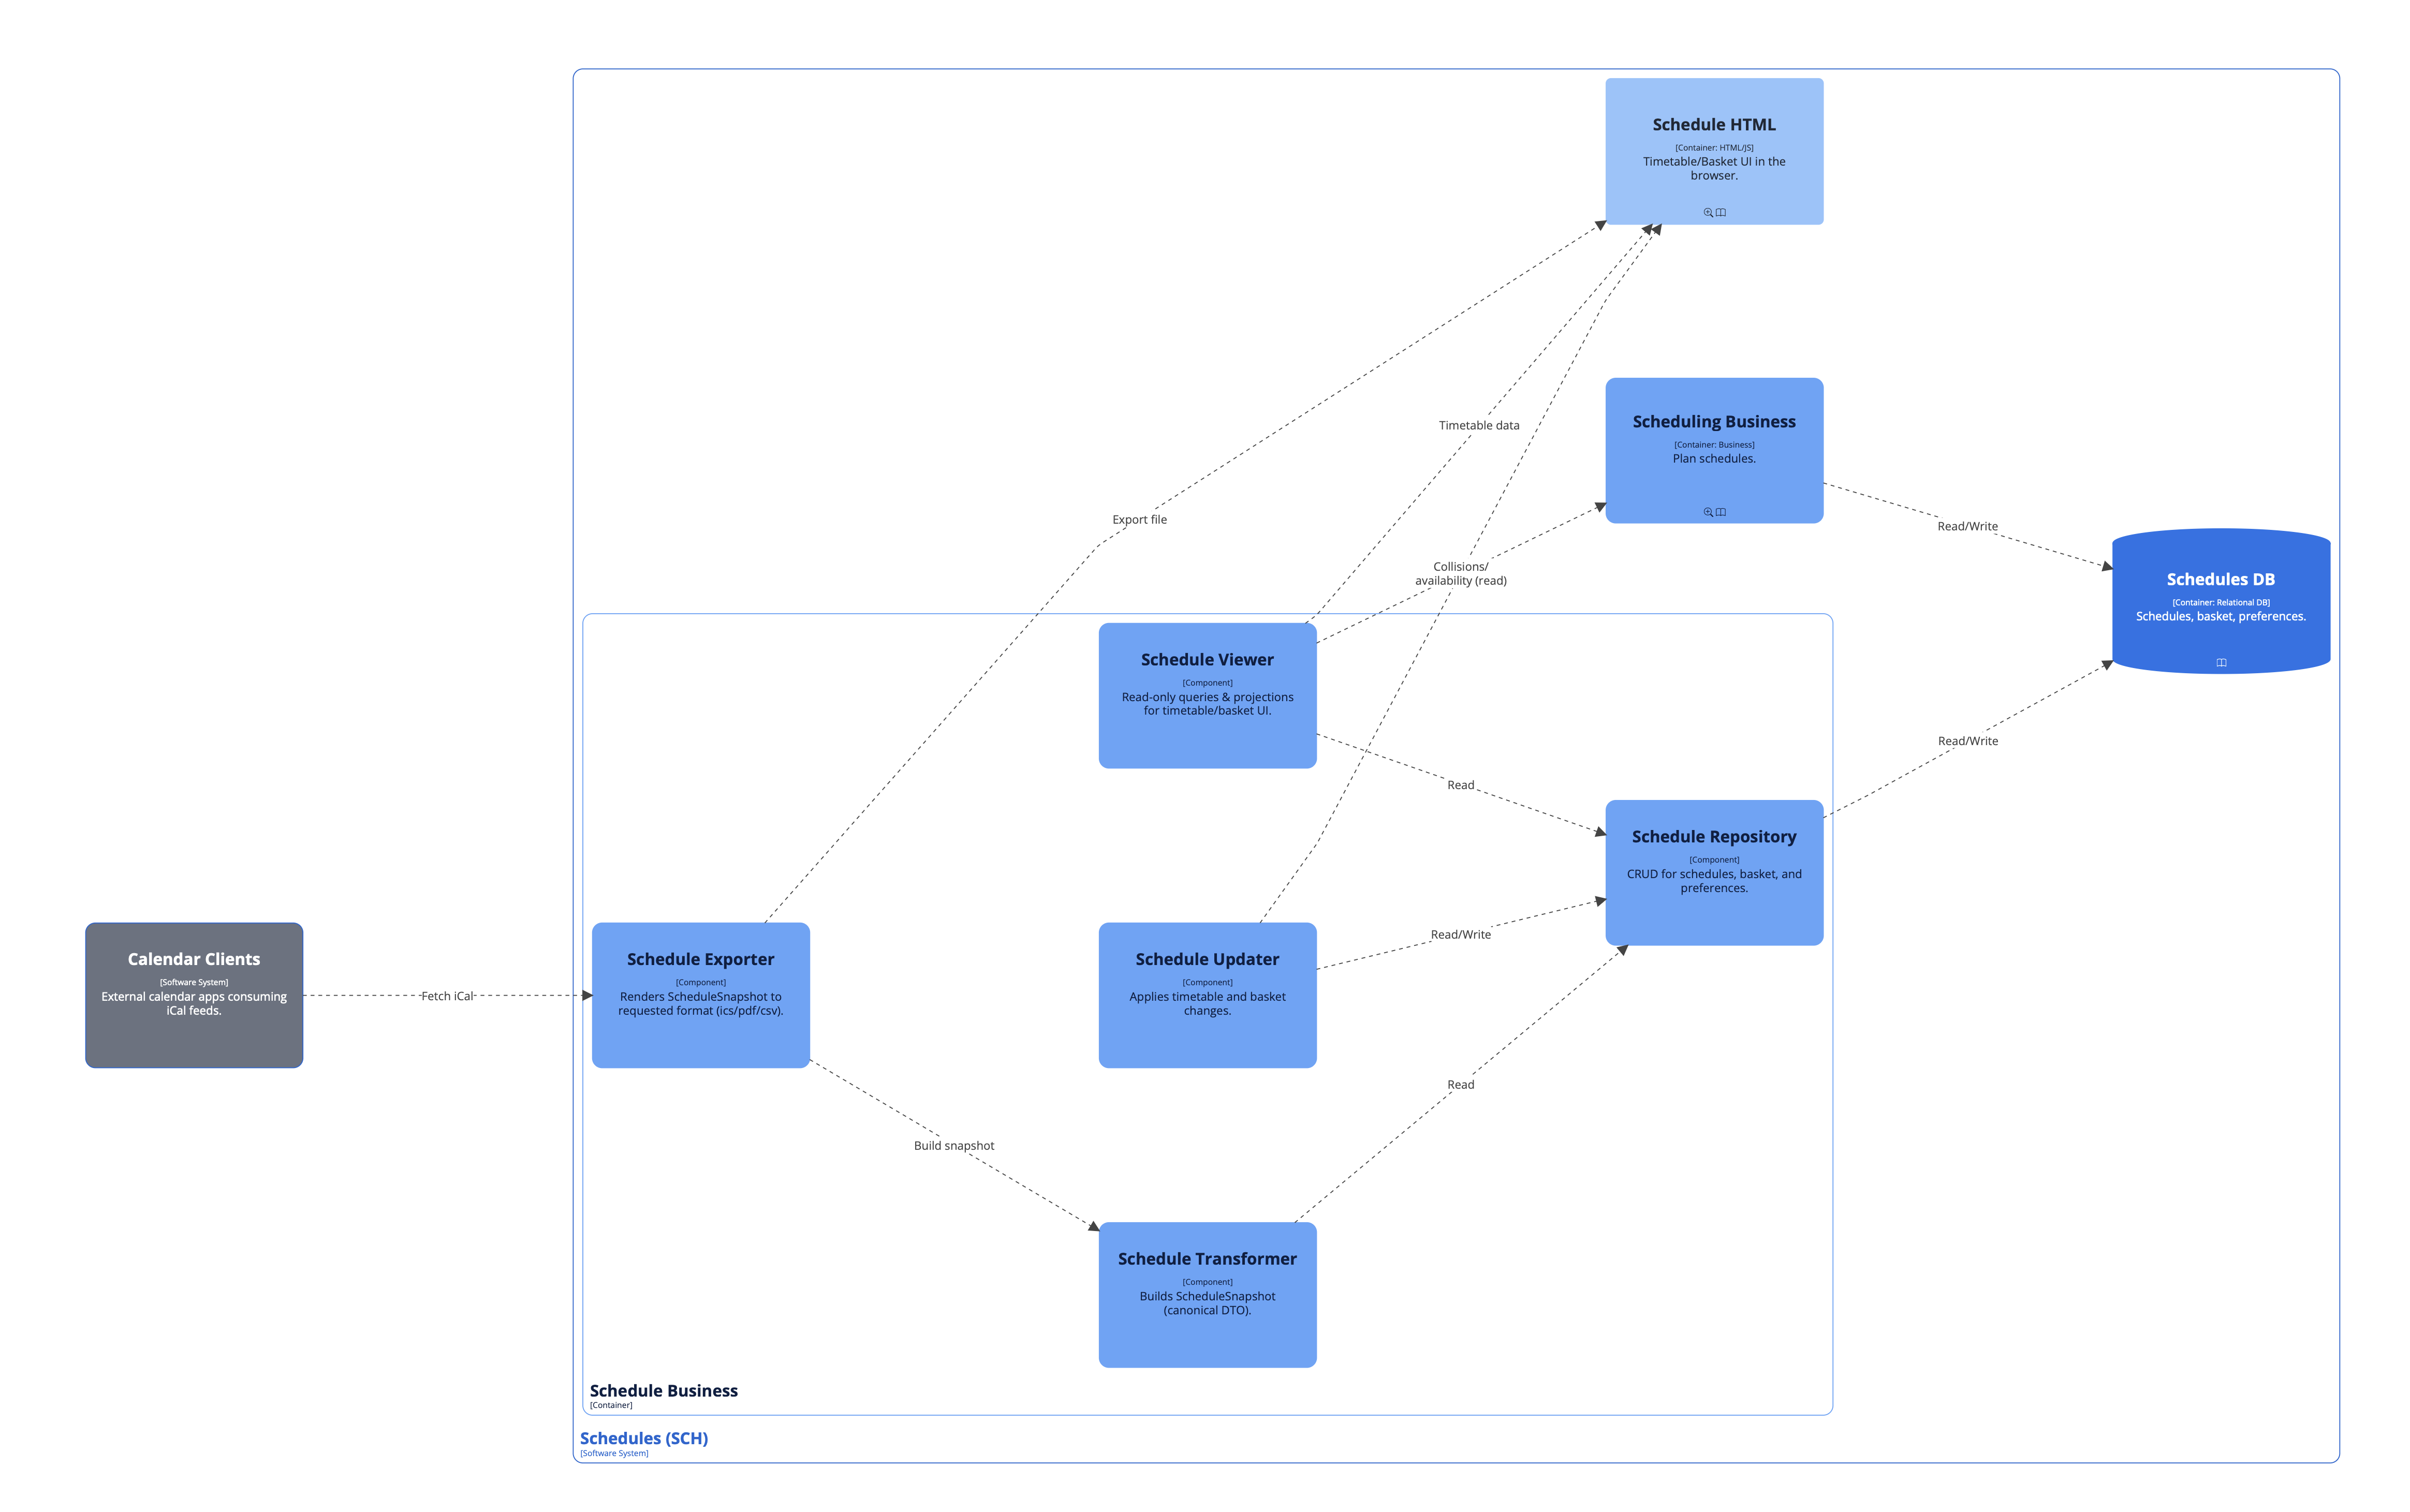 Schedule HTML
[Container: HTML/JS]
Timetable/Basket UI in the
browser.
Scheduling Business
[Container: Business]
Plan schedules.
Timetable data
Export file
Collisions/
availability (read)
Read/Write
Schedules DB
[Container: Relational DB]
Schedules, basket, preferences.
Schedule Viewer
[Component]
Read-only queries & projections
for timetable/basket UI.
Read
Read/Write
Schedule Repository
[Component]
CRUD for schedules, basket, and
preferences.
Calendar Clients
[Software System]
External calendar apps consuming
iCal feeds.
Fetch iCal
Schedule Exporter
[Component]
Renders ScheduleSnapshot to
requested format (ics/pdf/csv).
Schedule Updater
[Component]
Applies timetable and basket
changes.
Read/Write
Read
Build snapshot
Schedule Transformer
[Component]
Builds ScheduleSnapshot
(canonical DTO).
Schedule Business
[Container]
Schedules (SCH)
[Software System]